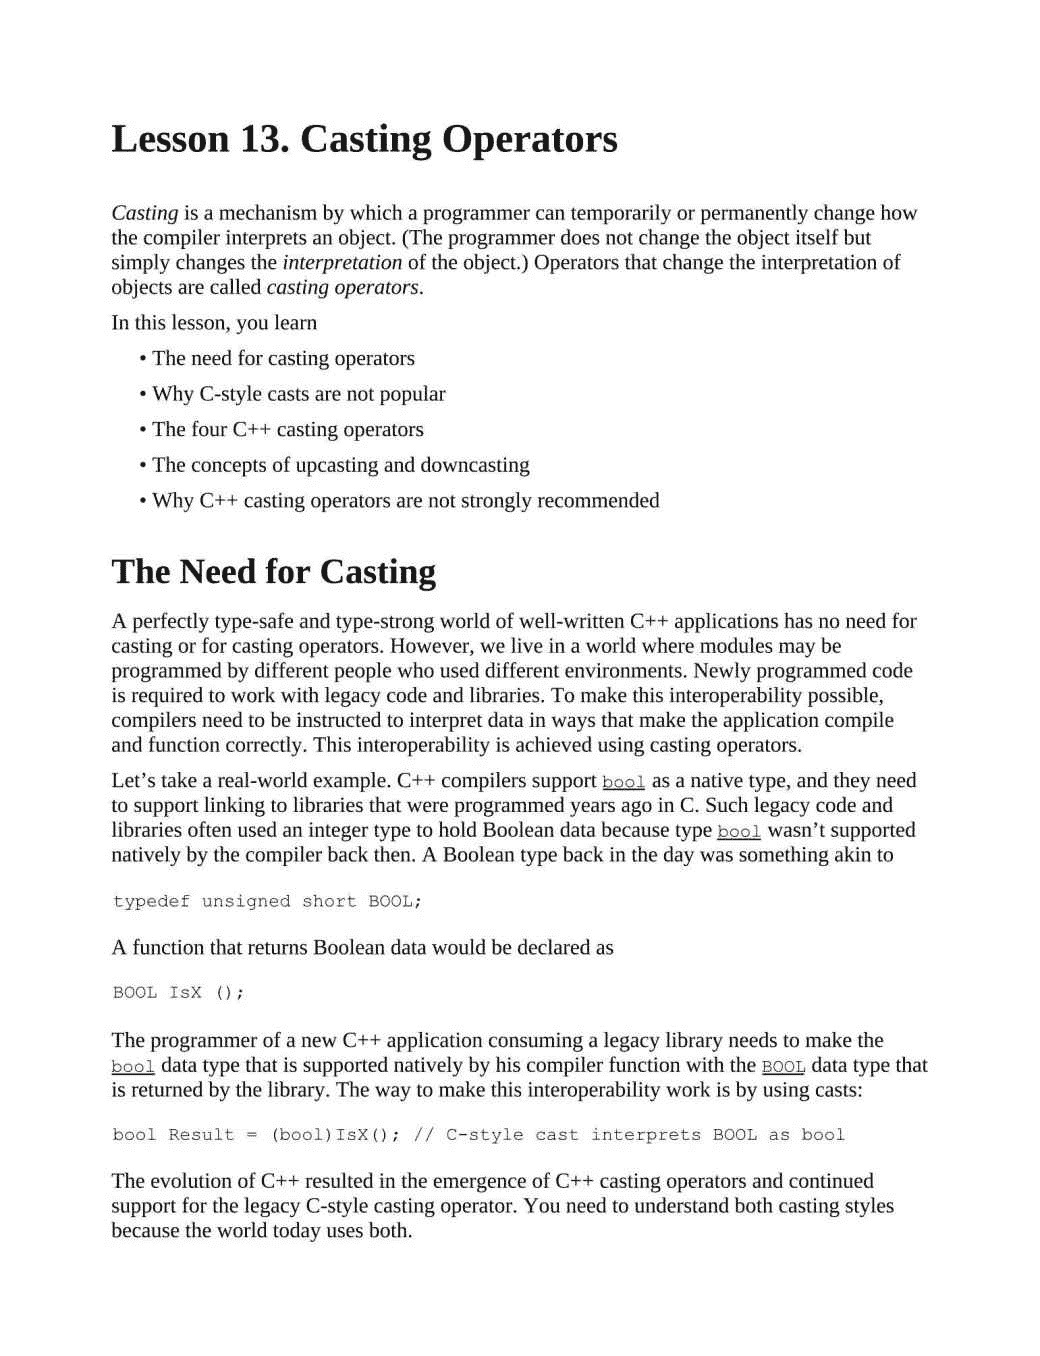 Lesson 13. Casting Operators
Casting is a mechanism by which a programmer can temporarily or permanently change how
the compiler interprets an object. (The programmer does not change the object itself but
simply changes the interpretation of the object.) Operators that change the interpretation of
objects are called casting operators.
In this lesson, you learn
• The need for casting operators
• Why C-style casts are not popular
• The four C++ casting operators
• The concepts of upcasting and downcasting
• Why C++ casting operators are not strongly recommended
The Need for Casting
A perfectly type-safe and type-strong world of well-written C++ applications has no need for
casting or for casting operators. However, we live in a world where modules may be
programmed by different people who used different environments. Newly programmed code
is required to work with legacy code and libraries. To make this interoperability possible,
compilers need to be instructed to interpret data in ways that make the application compile
and function correctly. This interoperability is achieved using casting operators.
Let’s take a real-world example. C++ compilers support bool as a native type, and they need
to support linking to libraries that were programmed years ago in C. Such legacy code and
libraries often used an integer type to hold Boolean data because type bool wasn’t supported
natively by the compiler back then. A Boolean type back in the day was something akin to
typedef unsigned short BOOL;
A function that returns Boolean data would be declared as
BOOL IsX ();
The programmer of a new C++ application consuming a legacy library needs to make the
bool data type that is supported natively by his compiler function with the BOOL data type that
is returned by the library. The way to make this interoperability work is by using casts:
bool Result = (bool)IsX(); // C-style cast interprets BOOL as bool
The evolution of C++ resulted in the emergence of C++ casting operators and continued
support for the legacy C-style casting operator. You need to understand both casting styles
because the world today uses both.